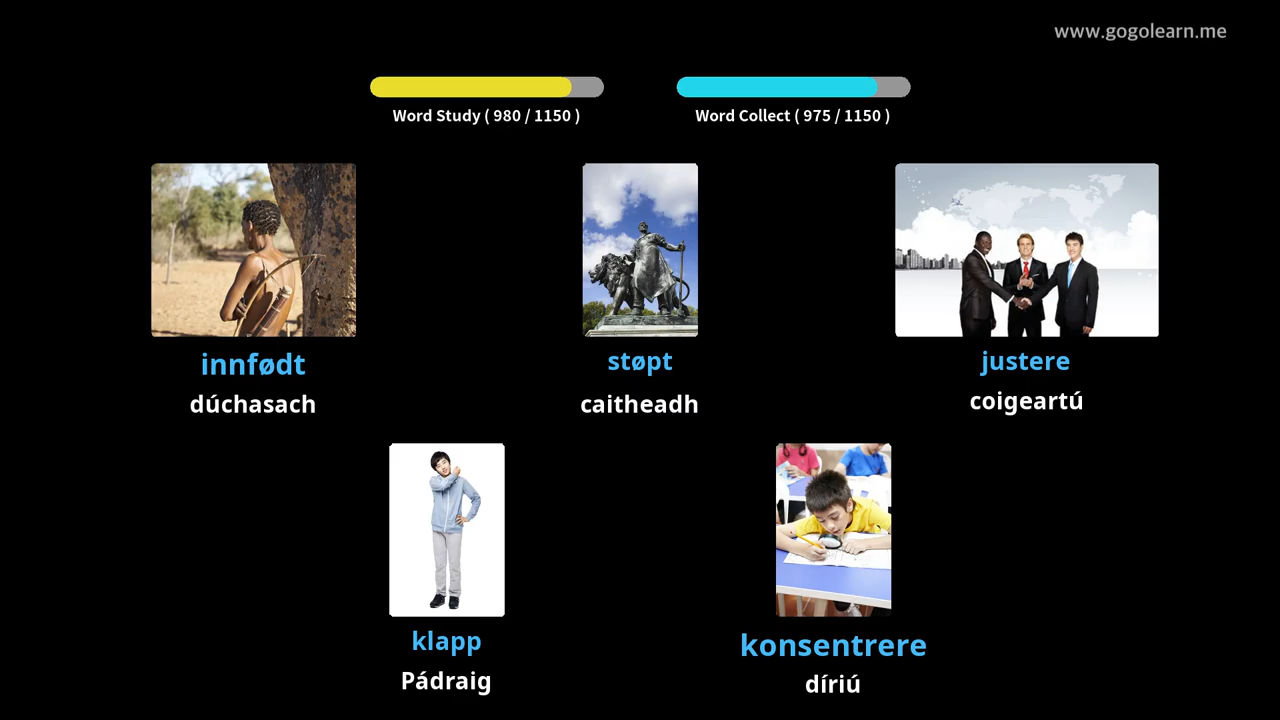 www.gogolearn.me
Word Study ( 980 / 1150 )
Word Collect ( 975 / 1150 )
innfødt
dúchasach
støpt
caitheadh
justere
coigeartú
klapp
Pádraig
konsentrere
díriú